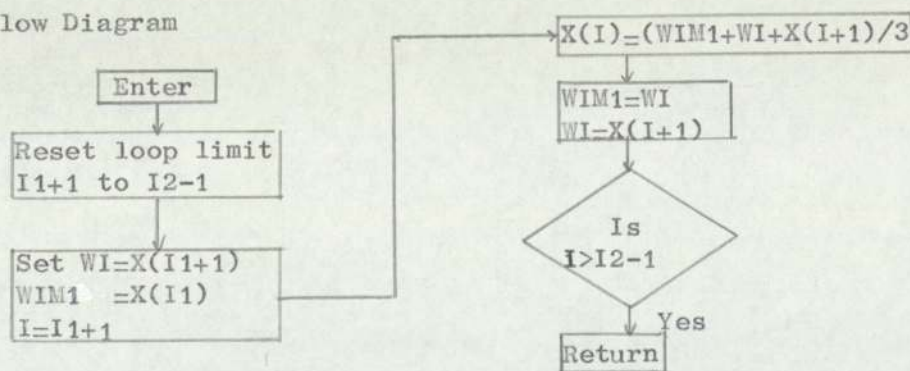 low Diagram
Enter
Reset loop limit
I1+1 to I2-1
Set WI=X(I1+1)
WIM1 =X(I1)
I=I1+1
X(I)=(WIM1+WI+X(I+1)/3
WIM1=WI
WI=X(I+1)
Is
I>I2-1
Yes
Return